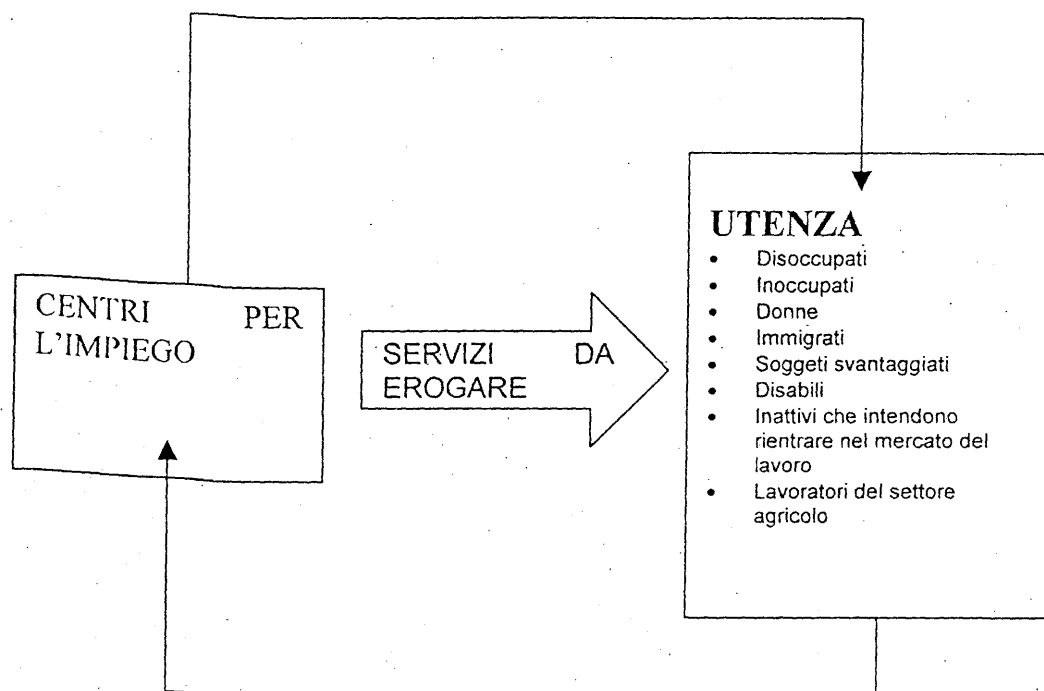 CENTRI PER
L'IMPIEGO
SERVIZI DA
EROGARE
UTENZA
• Disoccupati
• Inoccupati
• Donne
• Immigrati
• Soggeti svantaggiati
• Disabili
• Inattivi che intendono
rientrare nel mercato del
lavoro
• Lavoratori del settore
agricolo